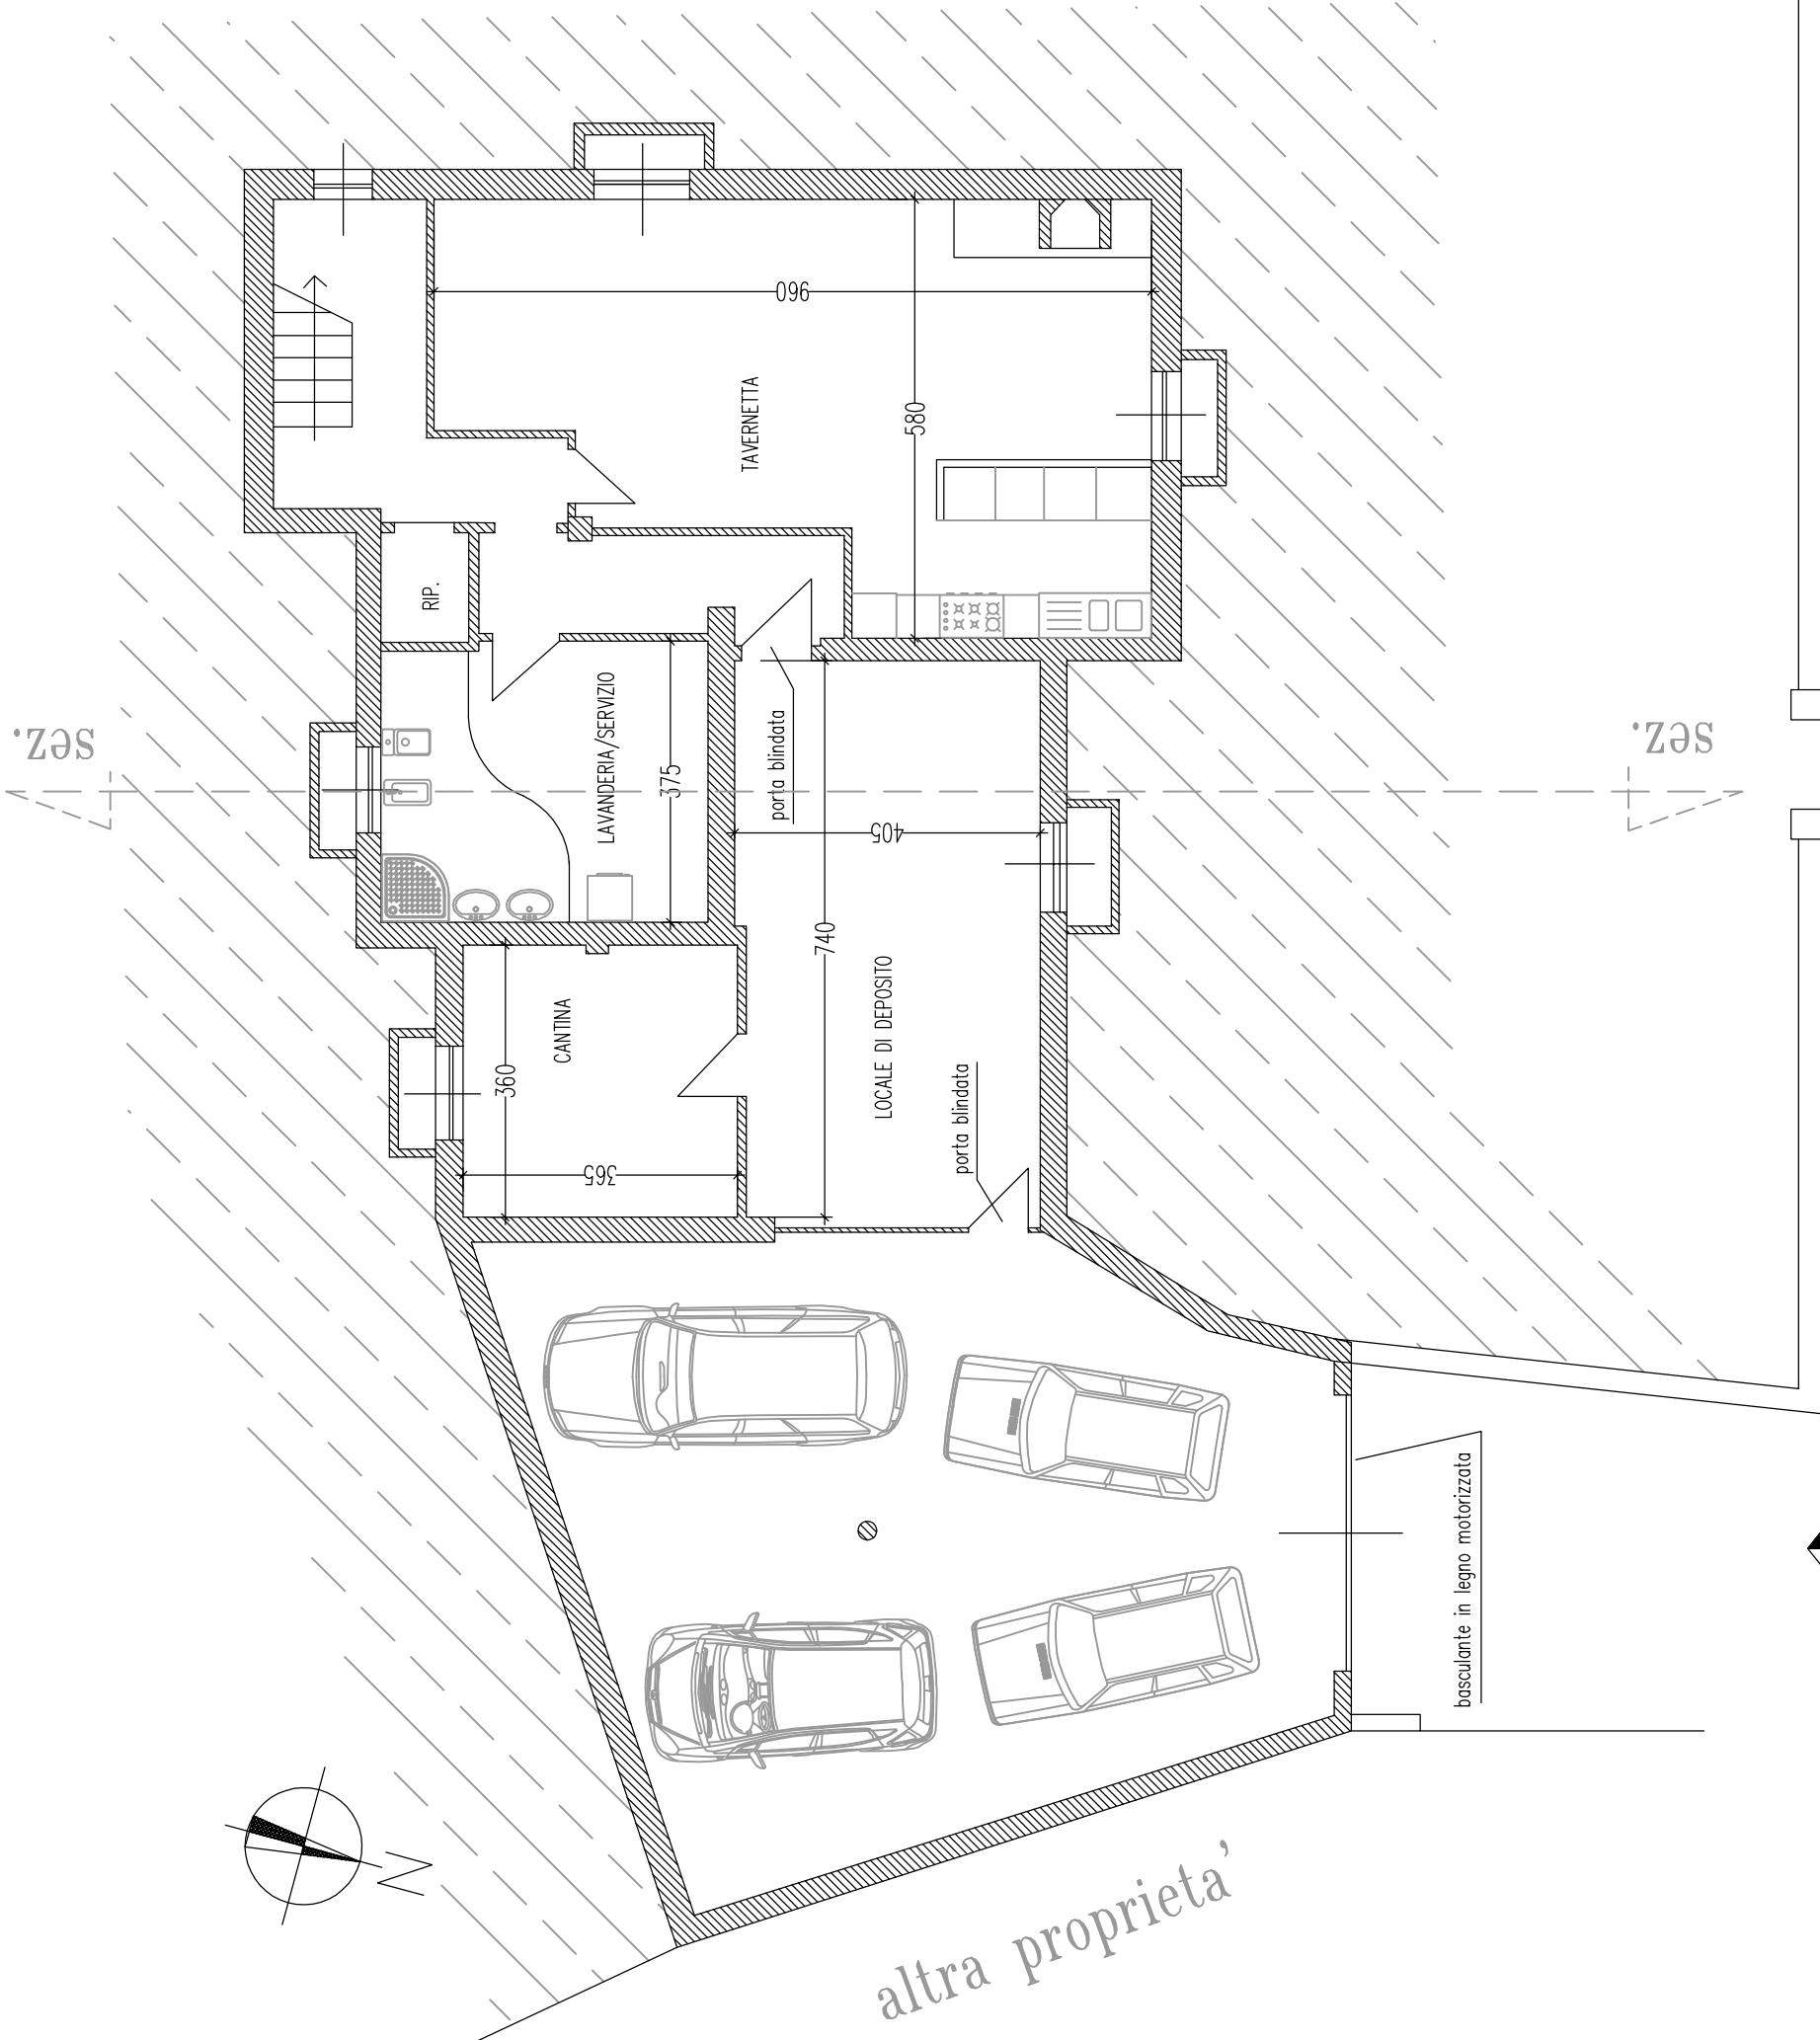 960
TAVERNETTA
580
RIP.
LAVANDERIA/SERVIZIO
375
porta blindata
sez.
sez.
405
740
LOCALE DI DEPOSITO
CANTINA
360
365
porta blindata
basculante in legno motorizzata
N
altra proprieta'